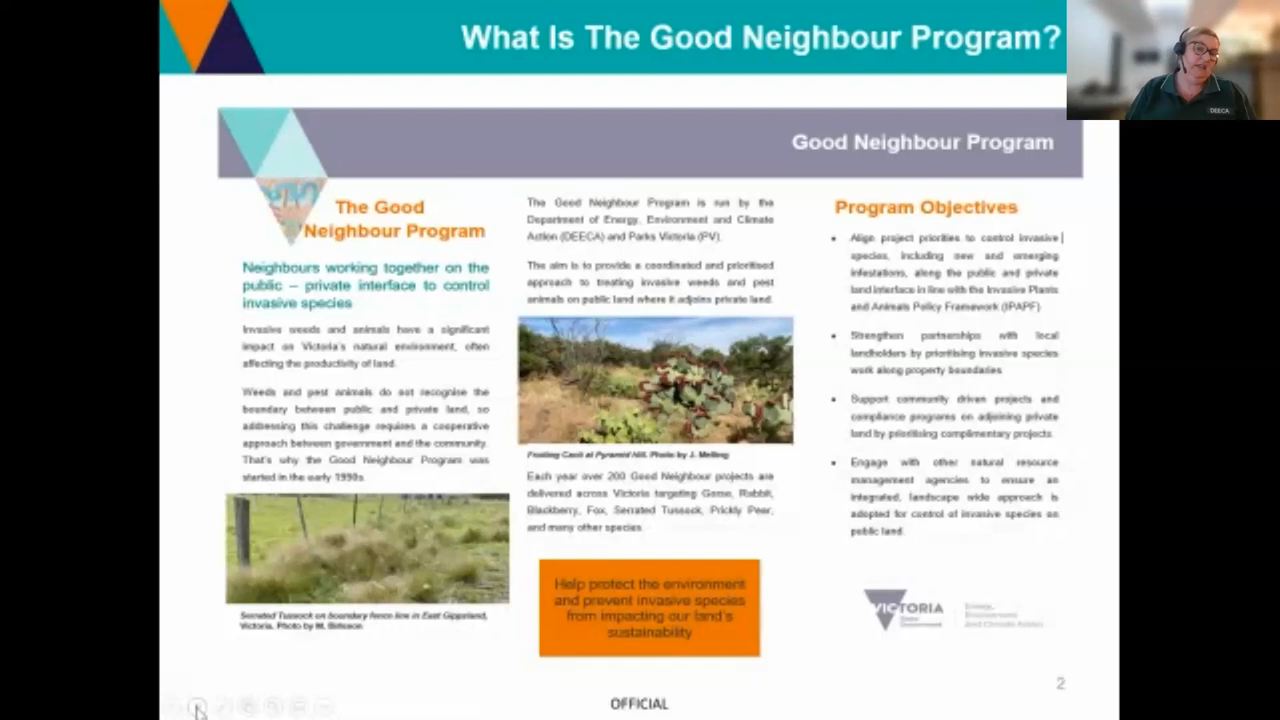 What Is The Good Neighbour Program?
DEECA
Good Neighbour Program
The Good
Neighbour Program
Neighbours working together on the
public – private interface to control
invasive species
Invasive weeds and animals have a significant
impact on Victoria's natural environment, often
affecting the productivity of land.
Weeds and pest animals do not recognise the
boundary between public and private land, so
addressing this challenge requires a cooperative
approach between government and the community.
That's why the Good Neighbour Program was
started in the early 1990s.
Serrated Tussock on boundary fence line in East Gippsland,
Victoria. Photo by M.
The Good Neighbour Program is run by the
Department of Energy, Environment and Climate
Action (DEECA) and Parks Victoria (PV).
The aim is to provide a coordinated and prioritised
approach to treating invasive weeds and pest
animals on public land where it adjoins private land.
Fruiting Cacti at Pyramid Hill. Photo by J. Melling
Each year over 200 Good Neighbour projects are
delivered across Victoria targeting Gorse, Rabbit,
Blackberry, Fox, Serrated Tussock, Prickly Pear,
and many other species.
Help protect the environment
and prevent invasive species
from impacting our land's
sustainability
Program Objectives
• Align project priorities to control invasive
species, including new and emerging
infestations, along the public and private
land interface in line with the Invasive Plants
and Animals Policy Framework (IPAPF).
• Strengthen partnerships with local
landholders by prioritising invasive species
work along property boundaries.
• Support community driven projects and
compliance programs on adjoining private
land by prioritising complimentary projects.
• Engage with other natural resource
management agencies to ensure an
integrated, landscape wide approach is
adopted for control of invasive species on
public land.
VICTORIA
State
Government
Energy,
Environment
and Climate Action
2
OFFICIAL